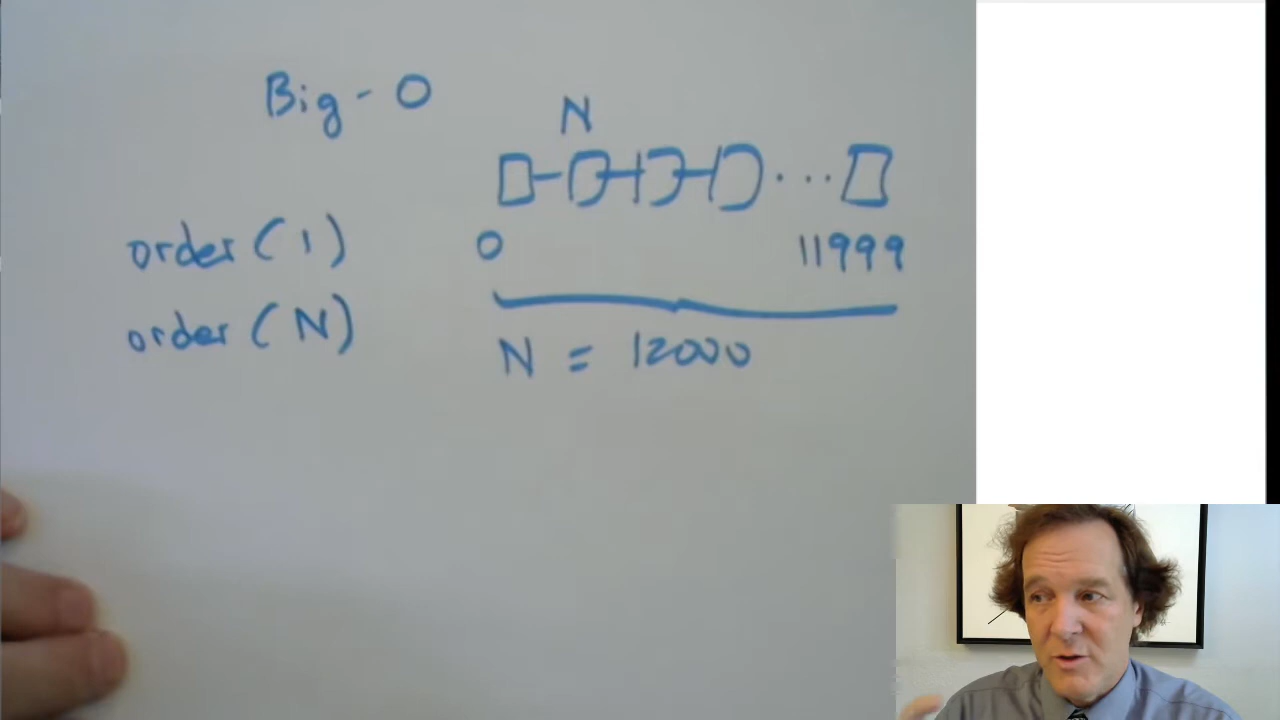 Big-O
N
0 11999
order (1)
order (N)
N = 12000